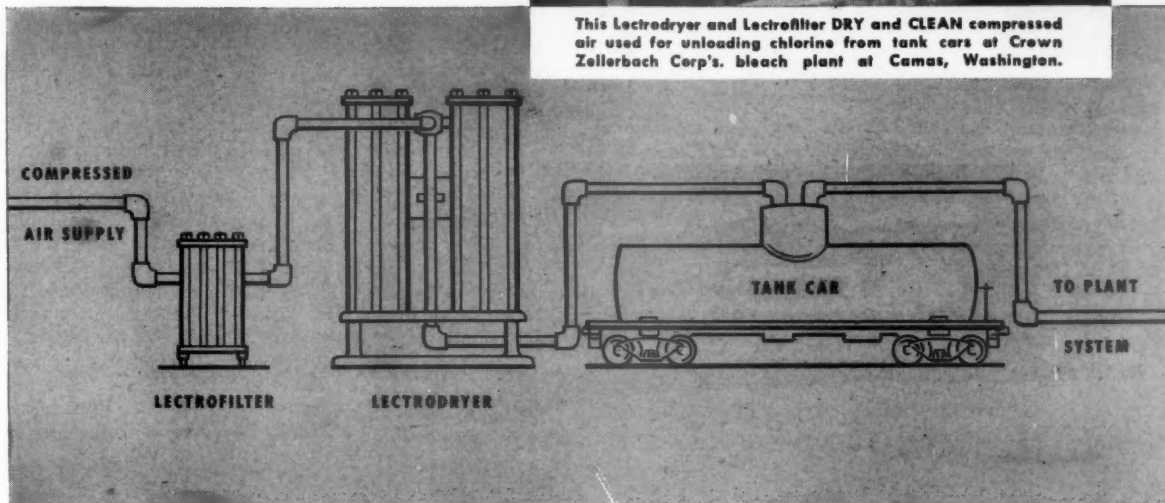 This Lectrodryer and Lectrofilter DRY and CLEAN compressed
air used for unloading chlorine from tank cars at Crown
Zellerbach Corp's. bleach plant at Camas, Washington.
COMPRESSED
AIR SUPPLY
LECTROFILTER
LECTRODRYER
TANK CAR
TO PLANT
SYSTEM